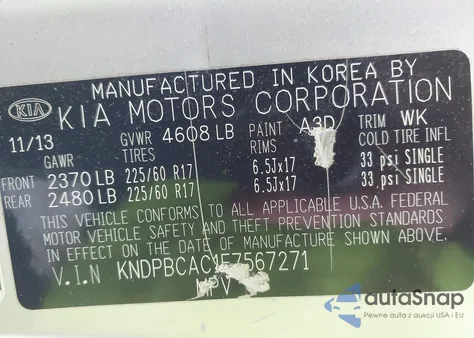 MANUFACTURED IN KOREA BY
KIA KIA MOTORS CORPORATION
11/13 GVWR 4608 LB PAINT A3D TRIM WK
GAWR TIRES RIMS COLD TIRE INFL
FRONT 2370 LB 225/60 R17 6.5Jx17 33 psi SINGLE
REAR 2480 LB 225/60 R17 6.5Jx17 33 psi SINGLE
THIS VEHICLE CONFORMS TO ALL APPLICABLE U.S.A. FEDERAL
MOTOR VEHICLE SAFETY AND THEFT PREVENTION STANDARDS
IN EFFECT ON THE DATE OF MANUFACTURE SHOWN ABOVE.
V.I.N KNDPBCAC1E7567271
MPV
autaSnap
Pewne auta z aukcji USA i EU